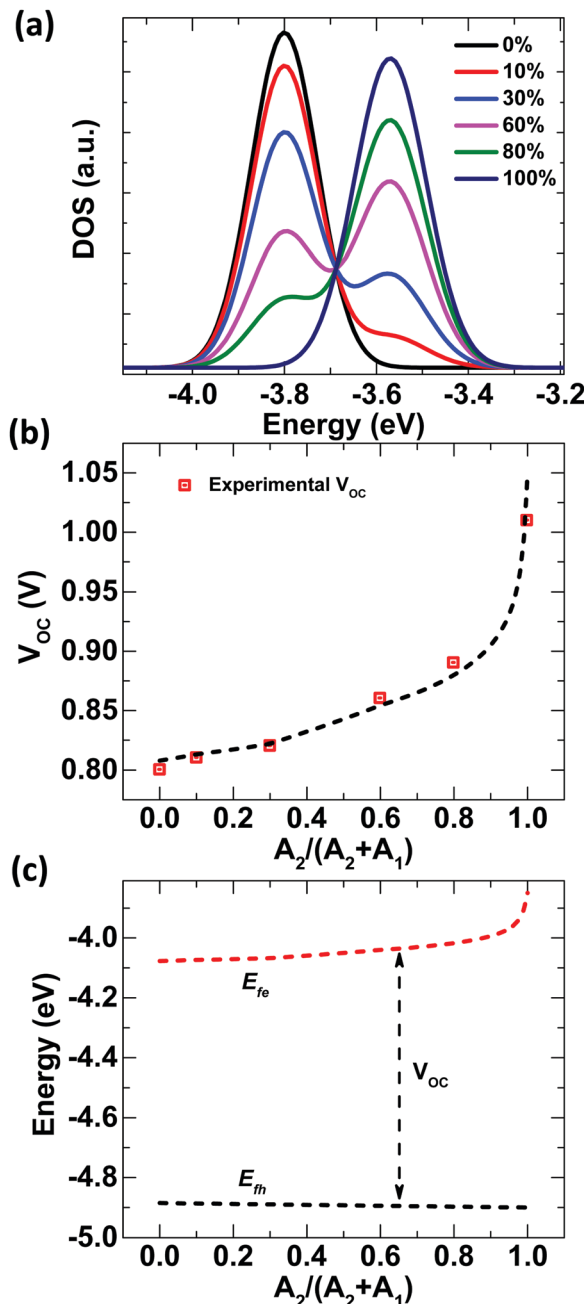 (a)
0%
10%
30%
60%
80%
100%
DOS (a.u.)
-4.0 -3.8 -3.6 -3.4 -3.2
Energy (eV)
(b)
1.05
1.00
0.95
0.90
0.85
0.80
Experimental V_OC
V_OC (V)
0.0 0.2 0.4 0.6 0.8 1.0
A_2/(A_2+A_1)
(c)
-4.0
-4.2
-4.4
-4.6
-4.8
-5.0
Energy (eV)
E_fe
V_OC
E_fh
0.0 0.2 0.4 0.6 0.8 1.0
A_2/(A_2+A_1)